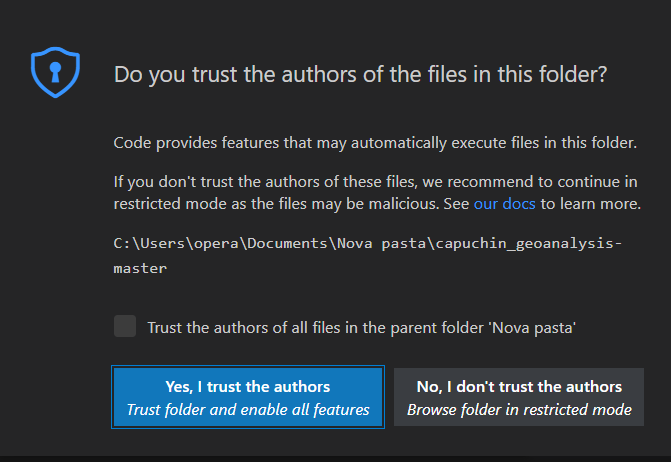 Do you trust the authors of the files in this folder?
Code provides features that may automatically execute files in this folder.
If you don't trust the authors of these files, we recommend to continue in
restricted mode as the files may be malicious. See our docs to learn more.
C:\Users\opera\Documents\Nova pasta\capuchin_geoanalysis-
master
Trust the authors of all files in the parent folder 'Nova pasta'
Yes, I trust the authors
Trust folder and enable all features
No, I don't trust the authors
Browse folder in restricted mode